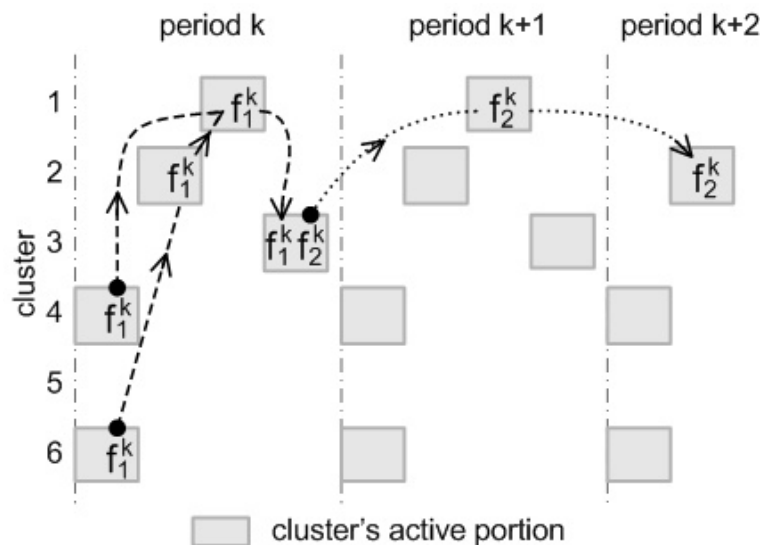 period k period k+1 period k+2
cluster
1 f₁ᵏ f₂ᵏ
2 f₁ᵏ f₂ᵏ
3 f₁ᵏ f₂ᵏ
4 f₁ᵏ
5
6 f₁ᵏ
cluster's active portion